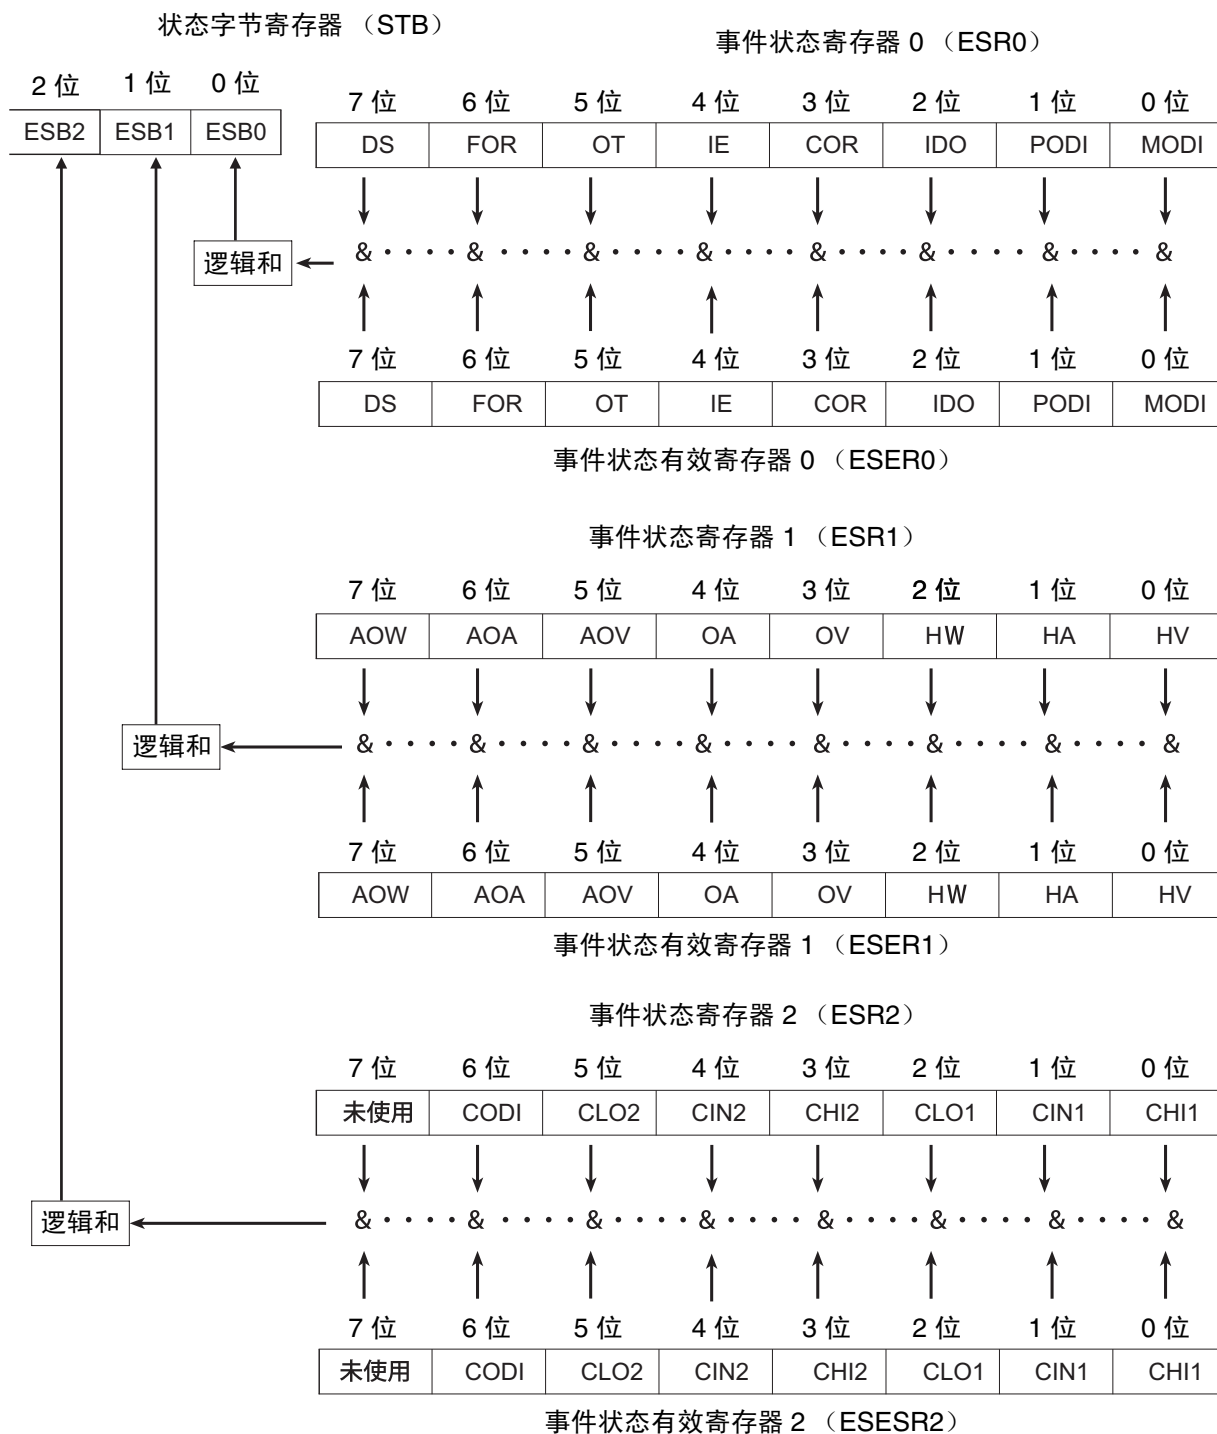 状态字节寄存器 （STB）
2 位 1 位 0 位
ESB2 ESB1 ESB0
事件状态寄存器 0 （ESR0）
7 位 6 位 5 位 4 位 3 位 2 位 1 位 0 位
DS FOR OT IE COR IDO PODI MODI
逻辑和
& ···· & ···· & ···· & ···· & ···· & ···· & ···· &
7 位 6 位 5 位 4 位 3 位 2 位 1 位 0 位
DS FOR OT IE COR IDO PODI MODI
事件状态有效寄存器 0 （ESER0）
事件状态寄存器 1 （ESR1）
7 位 6 位 5 位 4 位 3 位 2 位 1 位 0 位
AOW AOA AOV OA OV HW HA HV
逻辑和
& ···· & ···· & ···· & ···· & ···· & ···· & ···· &
7 位 6 位 5 位 4 位 3 位 2 位 1 位 0 位
AOW AOA AOV OA OV HW HA HV
事件状态有效寄存器 1 （ESER1）
事件状态寄存器 2 （ESR2）
7 位 6 位 5 位 4 位 3 位 2 位 1 位 0 位
未使用 CODI CLO2 CIN2 CHI2 CLO1 CIN1 CHI1
逻辑和
& ···· & ···· & ···· & ···· & ···· & ···· & ···· &
7 位 6 位 5 位 4 位 3 位 2 位 1 位 0 位
未使用 CODI CLO2 CIN2 CHI2 CLO1 CIN1 CHI1
事件状态有效寄存器 2 （ESESR2）